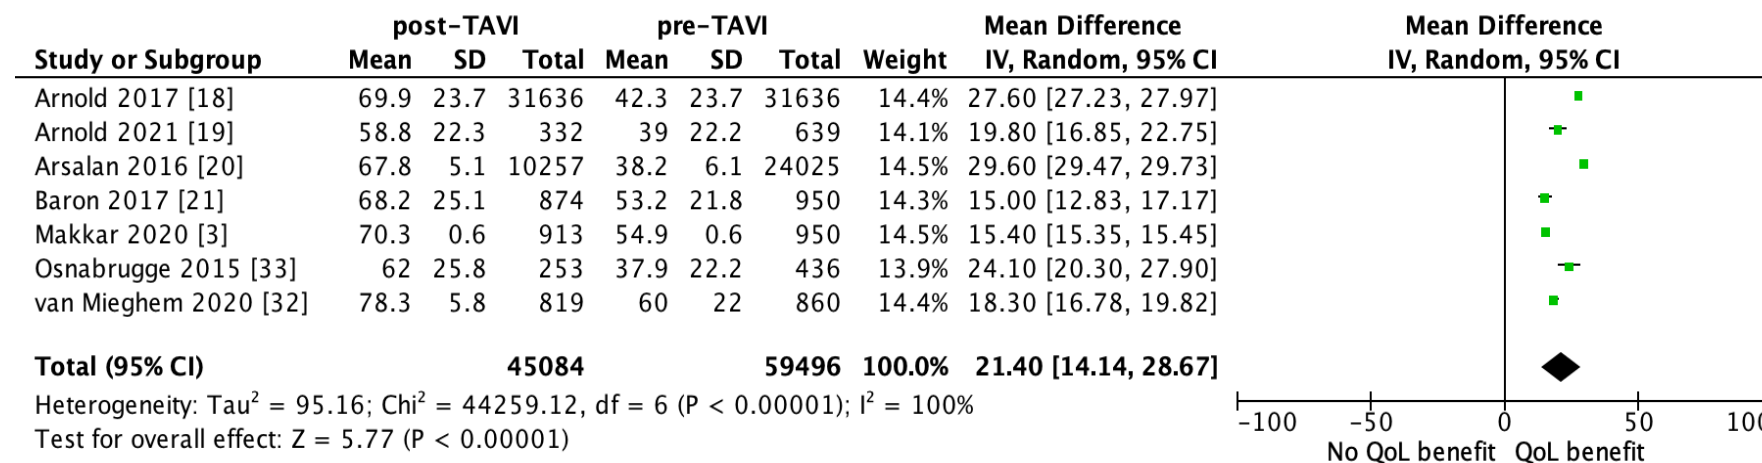 post-TAVI pre-TAVI Mean Difference Mean Difference
Study or Subgroup Mean SD Total Mean SD Total Weight IV, Random, 95% CI IV, Random, 95% CI
Arnold 2017 [18] 69.9 23.7 31636 42.3 23.7 31636 14.4% 27.60 [27.23, 27.97]
Arnold 2021 [19] 58.8 22.3 332 39 22.2 639 14.1% 19.80 [16.85, 22.75]
Arsalan 2016 [20] 67.8 5.1 10257 38.2 6.1 24025 14.5% 29.60 [29.47, 29.73]
Baron 2017 [21] 68.2 25.1 874 53.2 21.8 950 14.3% 15.00 [12.83, 17.17]
Makkar 2020 [3] 70.3 0.6 913 54.9 0.6 950 14.5% 15.40 [15.35, 15.45]
Osnabrugge 2015 [33] 62 25.8 253 37.9 22.2 436 13.9% 24.10 [20.30, 27.90]
van Mieghem 2020 [32] 78.3 5.8 819 60 22 860 14.4% 18.30 [16.78, 19.82]
Total (95% CI) 45084 59496 100.0% 21.40 [14.14, 28.67]
Heterogeneity: Tau² = 95.16; Chi² = 44259.12, df = 6 (P < 0.00001); I² = 100%
Test for overall effect: Z = 5.77 (P < 0.00001)
-100 -50 0 50 100
No QoL benefit QoL benefit